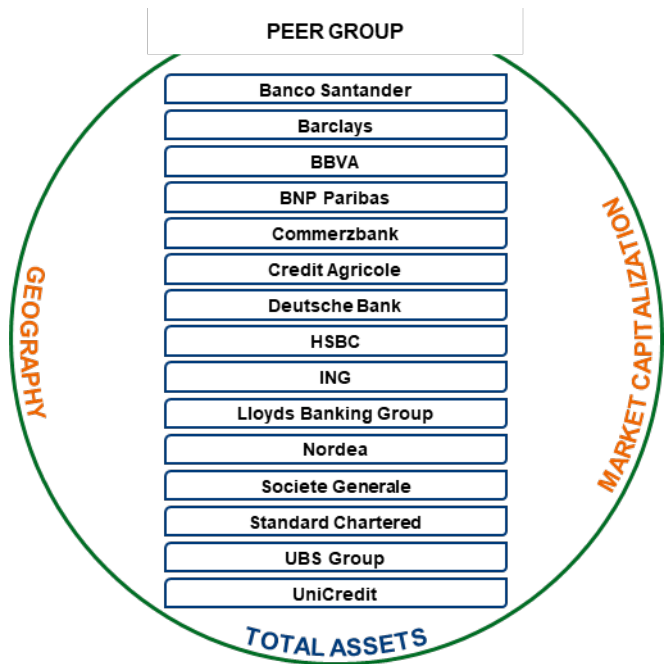 PEER GROUP
Banco Santander
Barclays
BBVA
BNP Paribas
Commerzbank
Credit Agricole
Deutsche Bank
HSBC
ING
Lloyds Banking Group
Nordea
Societe Generale
Standard Chartered
UBS Group
UniCredit
GEOGRAPHY
MARKET CAPITALIZATION
TOTAL ASSETS